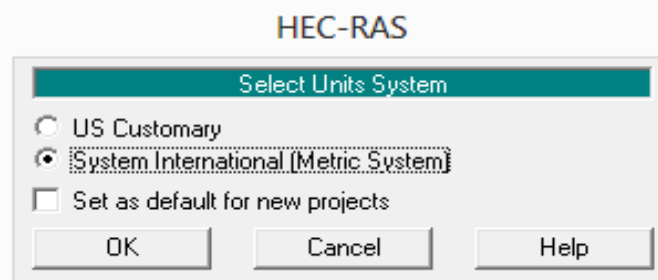 HEC-RAS
Select Units System
US Customary
System International (Metric System)
Set as default for new projects
OK Cancel Help